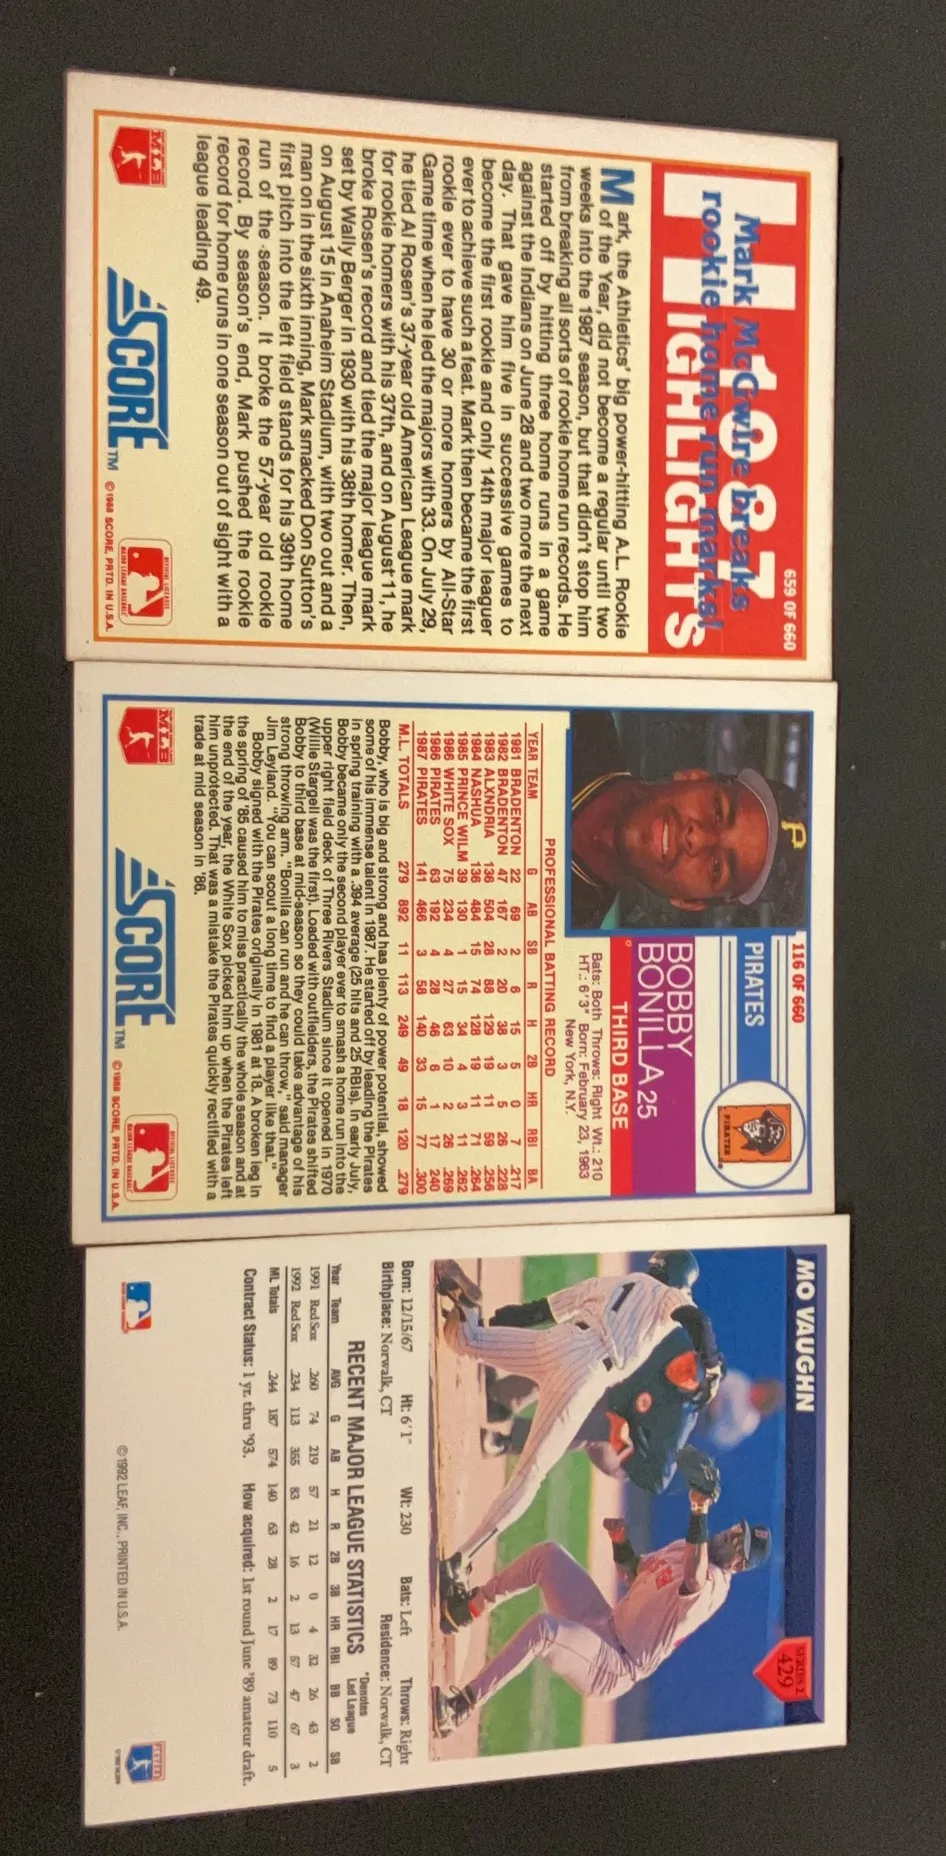 659 OF 660
1987
HIGHLIGHTS
Mark McGwire breaks
rookie home run marks!
Mark, the Athletics' big power-hitting A.L. Rookie
of the Year, did not become a regular until two
weeks into the 1987 season, but that didn't stop him
from breaking all sorts of rookie home run records. He
started off by hitting three home runs in a game
against the Indians on June 28 and two more the next
day. That gave him five in successive games to
become the first rookie and only 14th major leaguer
ever to achieve such a feat. Mark then became the first
rookie ever to have 30 or more homers by All-Star
Game time when he led the majors with 33. On July 29,
he tied Al Rosen's 37-year old American League mark
for rookie homers with his 37th, and on August 11, he
broke Rosen's record and tied the major league mark
set by Wally Berger in 1930 with his 38th homer. Then,
on August 15 in Anaheim Stadium, with two out and a
man on in the sixth inning, Mark smacked Don Sutton's
first pitch into the left field stands for his 39th home
run of the season. It broke the 57-year old rookie
record. By season's end, Mark pushed the rookie
record for home runs in one season out of sight with a
league leading 49.
MLB
SCORE™
© 1988 SCORE, PRTD. IN U.S.A.
OFFICIAL LICENSEE
MAJOR LEAGUE BASEBALL
116 OF 660
PIRATES
PIRATES
BOBBY
BONILLA 25
THIRD BASE
Bats: Both Throws: Right Wt.: 210
HT.: 6'3" Born: February 23, 1963
New York, N.Y.
PROFESSIONAL BATTING RECORD
YEAR TEAM G AB SB R H 2B HR RBI BA
1981 BRADENTON 22 69 2 6 15 5 0 7 .217
1982 BRADENTON 47 167 2 20 38 3 5 26 .228
1983 ALXNDRIA 136 504 28 88 129 19 11 59 .256
1984 NASHUA 136 484 15 74 128 19 11 71 .264
1985 PRINCE WILM 39 130 1 15 34 4 3 11 .262
1986 WHITE SOX 75 234 4 27 63 10 2 26 .269
1986 PIRATES 63 192 4 28 46 6 1 17 .240
1987 PIRATES 141 466 3 58 140 33 15 77 .300
M.L. TOTALS 279 892 11 113 249 49 18 120 .279
Bobby, who is big and strong and has plenty of power potential, showed
some of his immense talent in 1987. He started off by leading the Pirates
in spring training with a .394 average (25 hits and 25 RBIs). In early July,
Bobby became only the second player ever to smash a home run into the
upper right field deck of Three Rivers Stadium since it opened in 1970
(Willie Stargell was the first). Loaded with outfielders, the Pirates shifted
Bobby to third base at mid-season so they could take advantage of his
strong throwing arm. "Bonilla can run and he can throw," said manager
Jim Leyland. "You can scout a long time to find a player like that."
Bobby signed with the Pirates originally in 1981 at 18. A broken leg in
the spring of '85 caused him to miss practically the whole season and at
the end of the year, the White Sox picked him up when the Pirates left
him unprotected. That was a mistake the Pirates quickly rectified with a
trade at mid season in '86.
MLB
SCORE™
© 1988 SCORE, PRTD. IN U.S.A.
OFFICIAL LICENSEE
MAJOR LEAGUE BASEBALL
MO VAUGHN
429
Born: 12/15/67 Ht: 6'1" Wt: 230 Bats: Left Throws: Right
Birthplace: Norwalk, CT Residence: Norwalk, CT
RECENT MAJOR LEAGUE STATISTICS
*Denotes
Led League
Year Team AVG G AB H R 2B 3B HR RBI BB SO SB
1991 Red Sox .260 74 219 57 21 12 0 4 32 26 43 2
1992 Red Sox .234 113 355 83 42 16 2 13 57 47 67 3
ML Totals .244 187 574 140 63 28 2 17 89 73 110 5
Contract Status: 1 yr. thru '93. How acquired: 1st round June '89 amateur draft.
© 1992 LEAF, INC., PRINTED IN U.S.A.